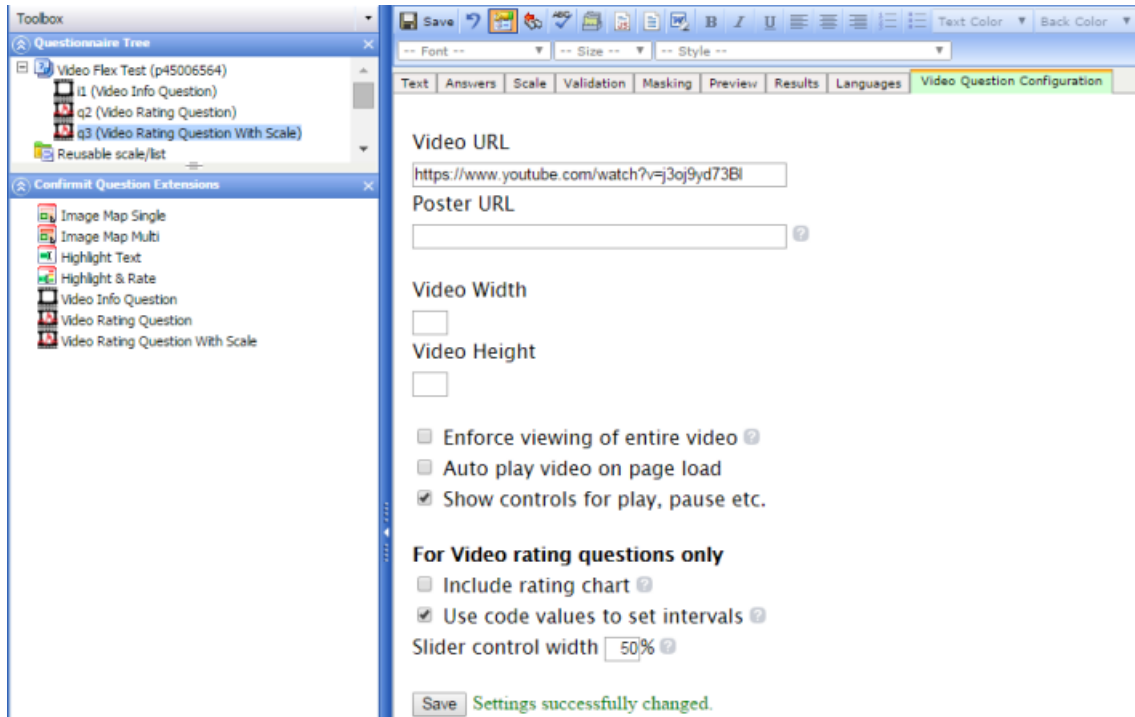 Toolbox
Questionnaire Tree
Video Flex Test (p45006564)
i1 (Video Info Question)
q2 (Video Rating Question)
q3 (Video Rating Question With Scale)
Reusable scale/list
Confirmit Question Extensions
Image Map Single
Image Map Multi
Highlight Text
Highlight & Rate
Video Info Question
Video Rating Question
Video Rating Question With Scale
Save ABC JS W B I U Text Color Back Color
-- Font -- -- Size -- -- Style --
Text Answers Scale Validation Masking Preview Results Languages Video Question Configuration
Video URL
https://www.youtube.com/watch?v=j3oj9yd73BI
Poster URL
?
Video Width
Video Height
Enforce viewing of entire video ?
Auto play video on page load
Show controls for play, pause etc.
For Video rating questions only
Include rating chart ?
Use code values to set intervals ?
Slider control width 50% ?
Save Settings successfully changed.